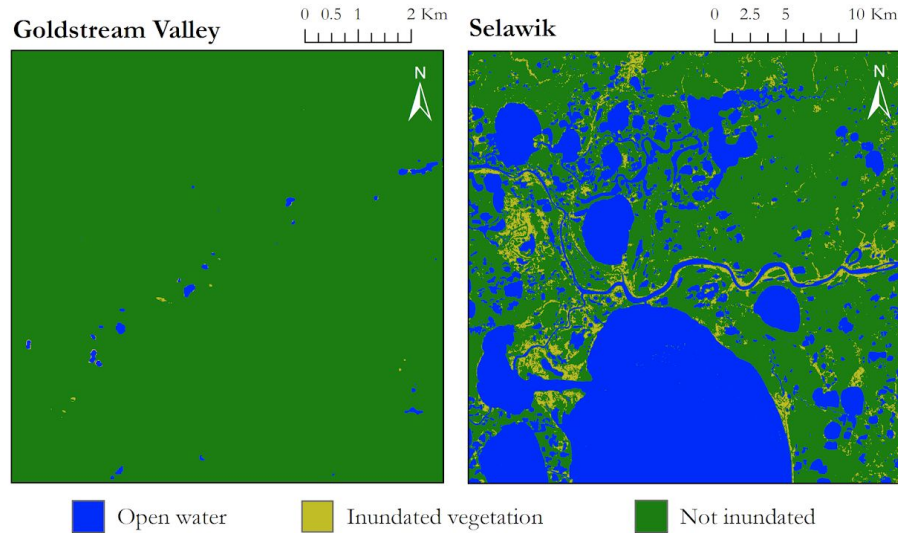 Goldstream Valley
0 0.5 1 2 Km
N
Selawik
0 2.5 5 10 Km
N
Open water
Inundated vegetation
Not inundated